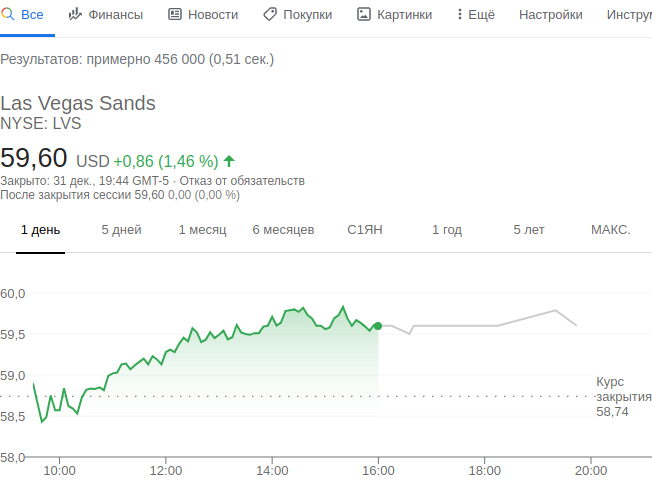 Все Финансы Новости Покупки Картинки Ещё Настройки
Результатов: примерно 456 000 (0,51 сек.)
Las Vegas Sands
NYSE: LVS
59,60 USD +0,86 (1,46 %)
Закрыто: 31 дек., 19:44 GMT-5 · Отказ от обязательств
После закрытия сессии 59,60 0,00 (0,00 %)
1 день 5 дней 1 месяц 6 месяцев С1ЯН 1 год 5 лет МАКС.
60,0
59,5
59,0
Курс
закрытия
58,74
58,5
58,0
10:00 12:00 14:00 16:00 18:00 20:00